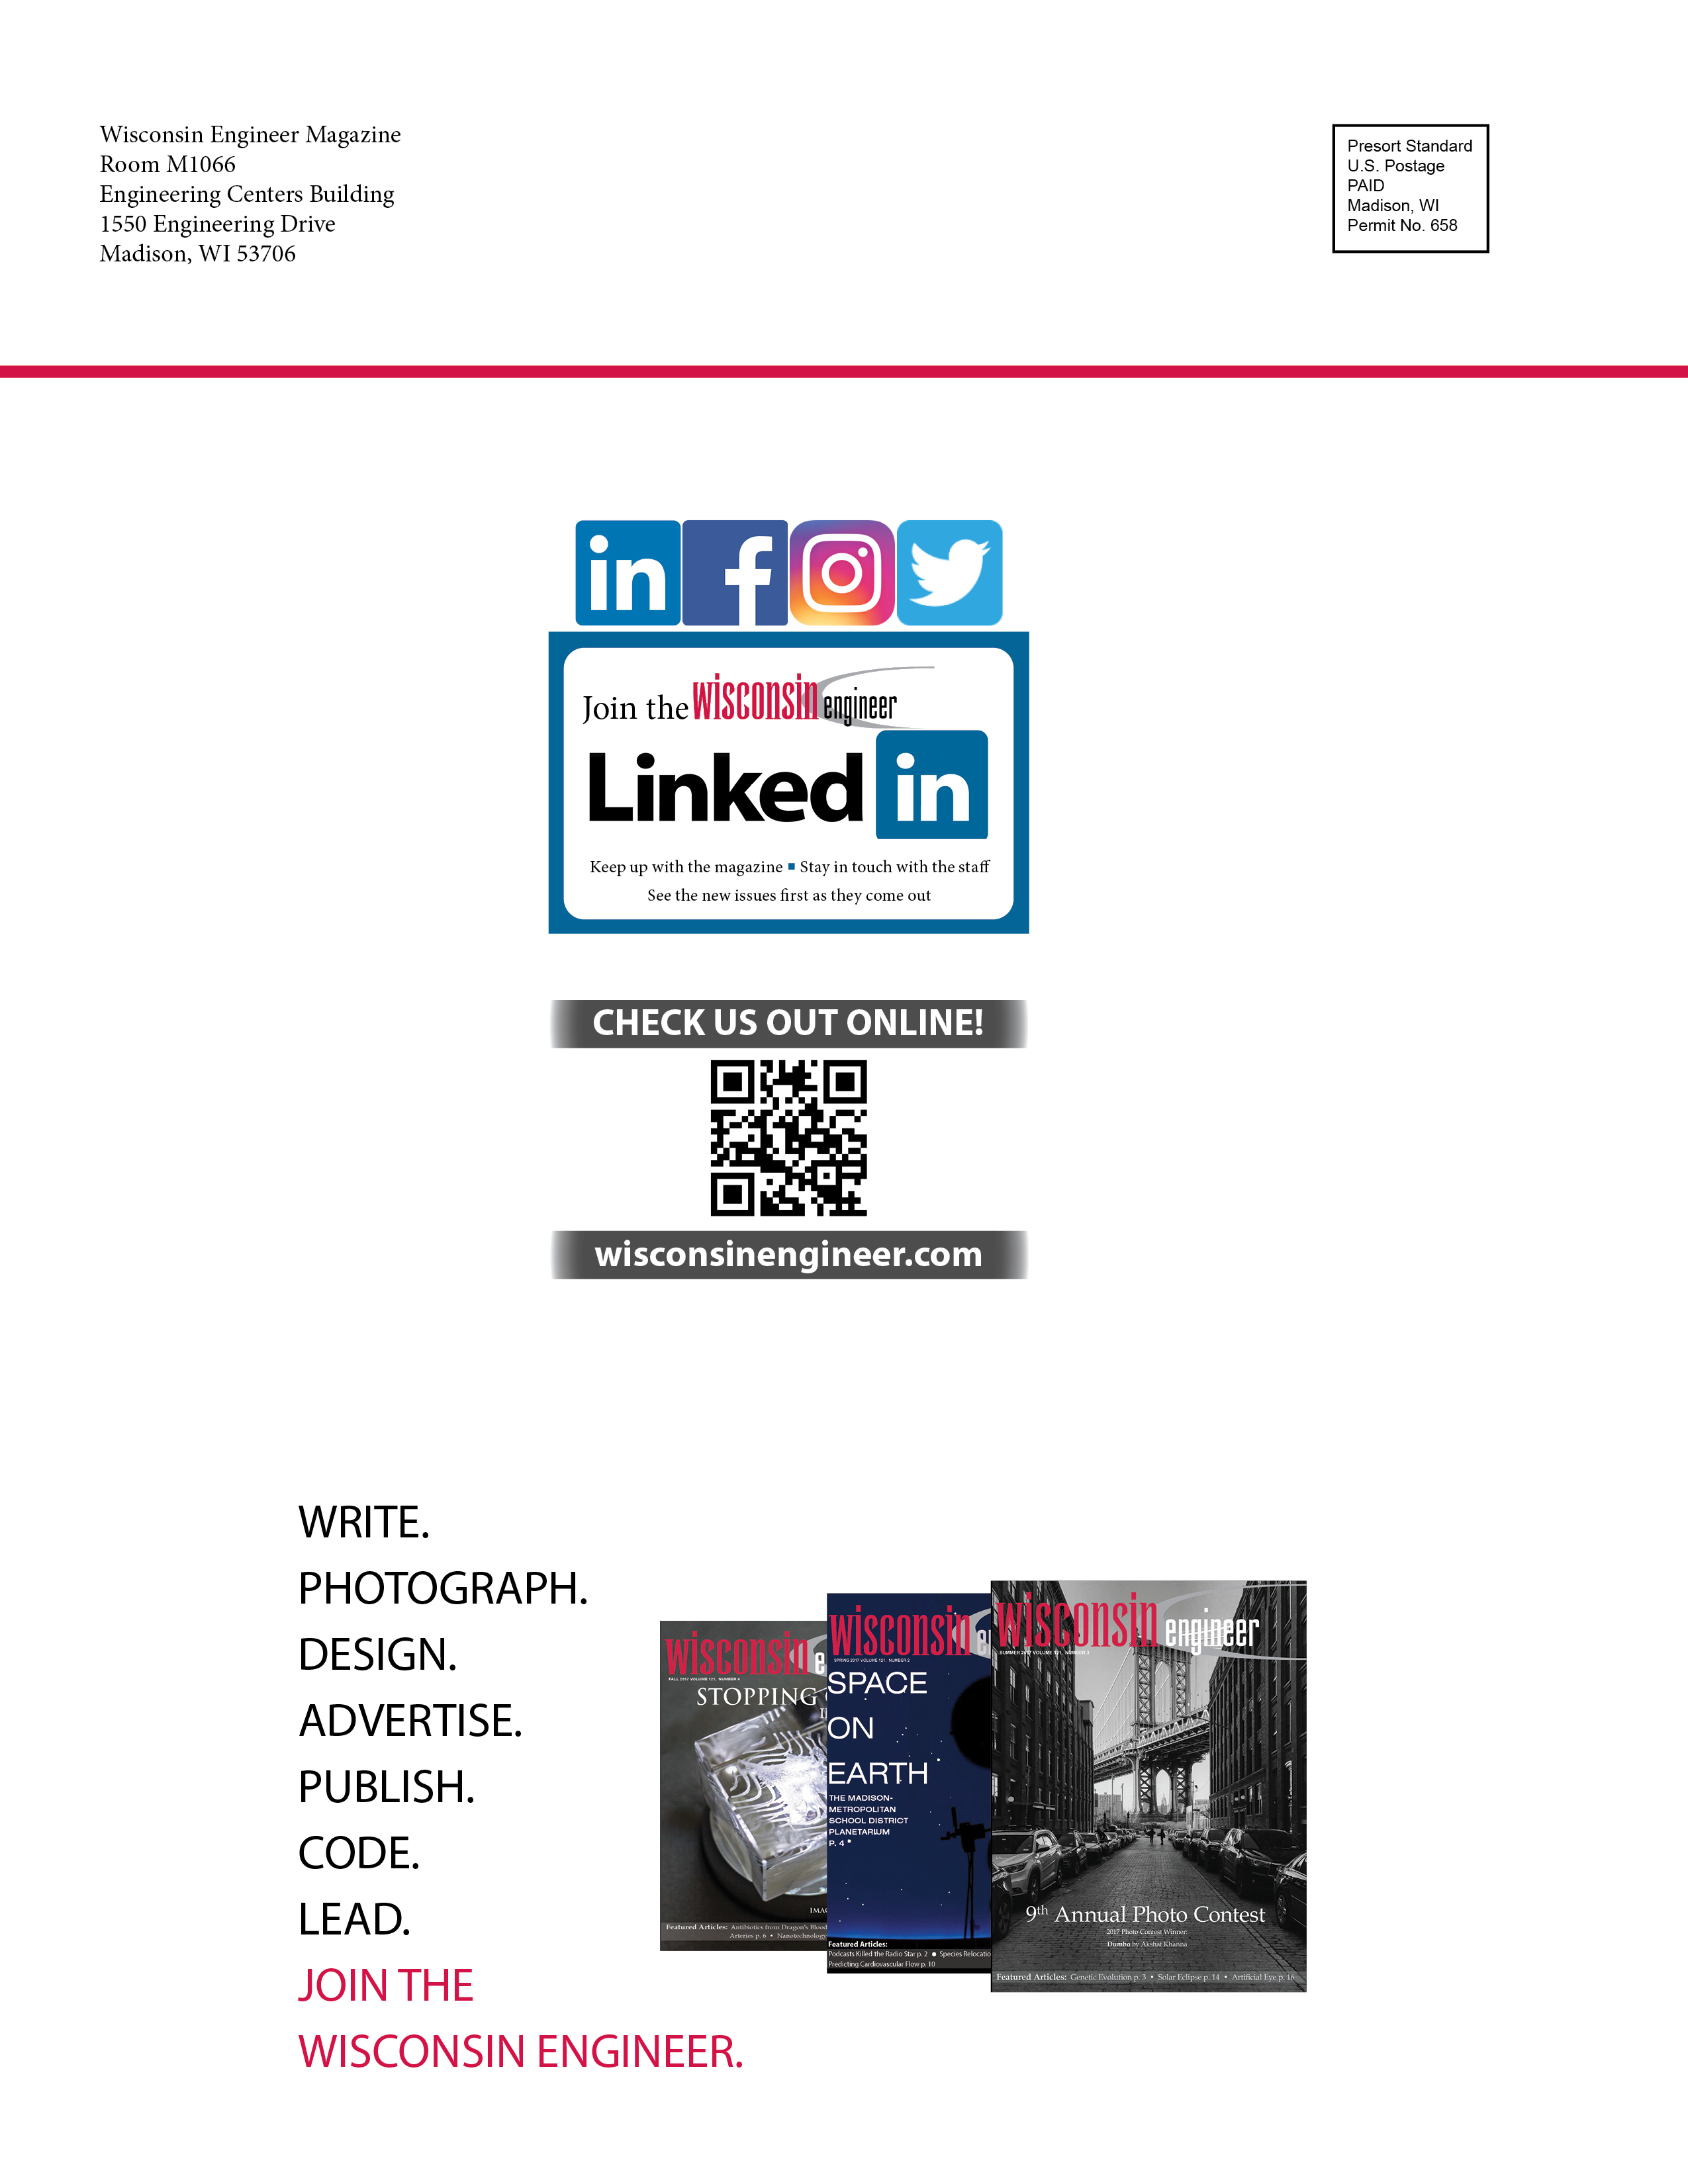 Wisconsin Engineer Magazine
Room M1066
Engineering Centers Building
1550 Engineering Drive
Madison, WI 53706
Presort Standard
U.S. Postage
PAID
Madison, WI
Permit No. 658
in f
Join the wisconsin engineer
Linked in
Keep up with the magazine ▪ Stay in touch with the staff
See the new issues first as they come out
CHECK US OUT ONLINE!
wisconsinengineer.com
WRITE.
PHOTOGRAPH.
DESIGN.
ADVERTISE.
PUBLISH.
CODE.
LEAD.
JOIN THE
WISCONSIN ENGINEER.
wisconsin e
FALL 2017 VOLUME 121, NUMBER 4
STOPPING
Featured Articles: Antibiotics from Dragon's Blood
Arteries p. 6 • Nanotechnology
wisconsin
SPRING 2017 VOLUME 121, NUMBER 2
SPACE
ON
EARTH
THE MADISON-
METROPOLITAN
SCHOOL DISTRICT
PLANETARIUM
P. 4
Featured Articles:
Podcasts Killed the Radio Star p. 2 • Species Relocatio
Predicting Cardiovascular Flow p. 10
wisconsin engineer
SUMMER 2017 VOLUME 121, NUMBER 3
9th Annual Photo Contest
2017 Photo Contest Winner:
Dumbo by Akshat Khanna
Featured Articles: Genetic Evolution p. 3 • Solar Eclipse p. 14 • Artificial Eye p. 16